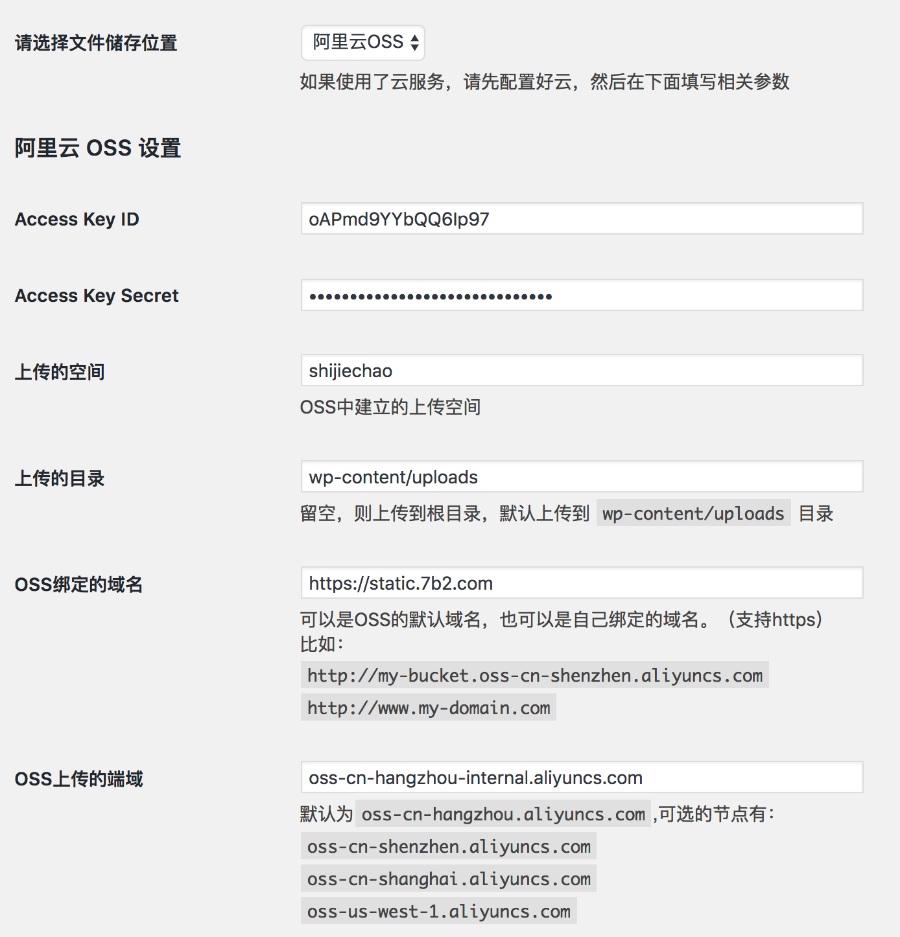 请选择文件储存位置
阿里云OSS
如果使用了云服务，请先配置好云，然后在下面填写相关参数
阿里云 OSS 设置
Access Key ID
oAPmd9YYbQQ6lp97
Access Key Secret
••••••••••••••••••••••••••••••
上传的空间
shijiechao
OSS中建立的上传空间
上传的目录
wp-content/uploads
留空，则上传到根目录，默认上传到 wp-content/uploads 目录
OSS绑定的域名
https://static.7b2.com
可以是OSS的默认域名，也可以是自己绑定的域名。（支持https）
比如：
http://my-bucket.oss-cn-shenzhen.aliyuncs.com
http://www.my-domain.com
OSS上传的端域
oss-cn-hangzhou-internal.aliyuncs.com
默认为 oss-cn-hangzhou.aliyuncs.com ,可选的节点有：
oss-cn-shenzhen.aliyuncs.com
oss-cn-shanghai.aliyuncs.com
oss-us-west-1.aliyuncs.com